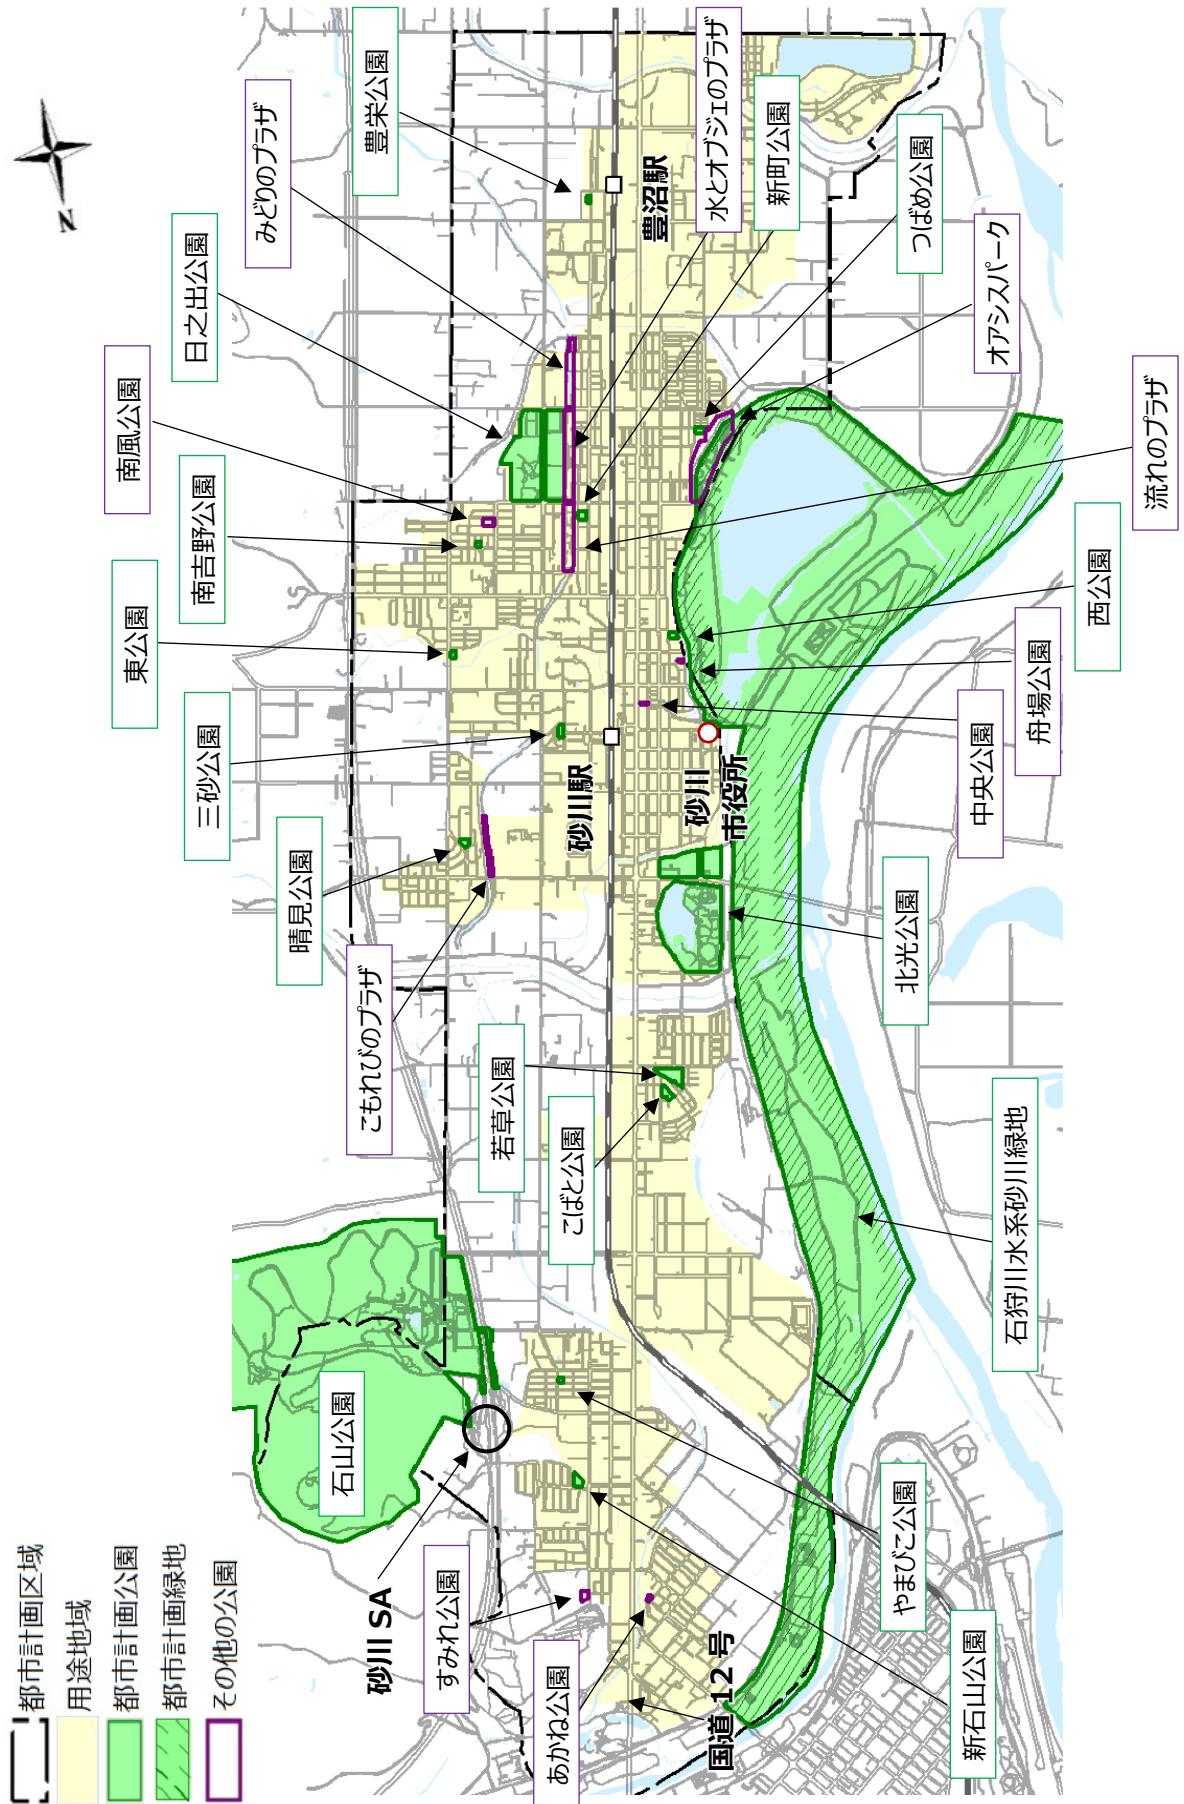 都市計画区域
用途地域
都市計画公園
都市計画緑地
その他の公園
N
石山公園
砂川 SA
すみれ公園
あかね公園
国道 12 号
新石山公園
やまびこ公園
石狩川水系砂川緑地
こばと公園
若草公園
こもれびのプラザ
晴見公園
三砂公園
東公園
南吉野公園
南風公園
日之出公園
みどりのプラザ
豊栄公園
豊沼駅
水とオブジェのプラザ
新町公園
つばめ公園
オアシスパーク
流れのプラザ
西公園
舟場公園
中央公園
北光公園
砂川駅
砂川
市役所